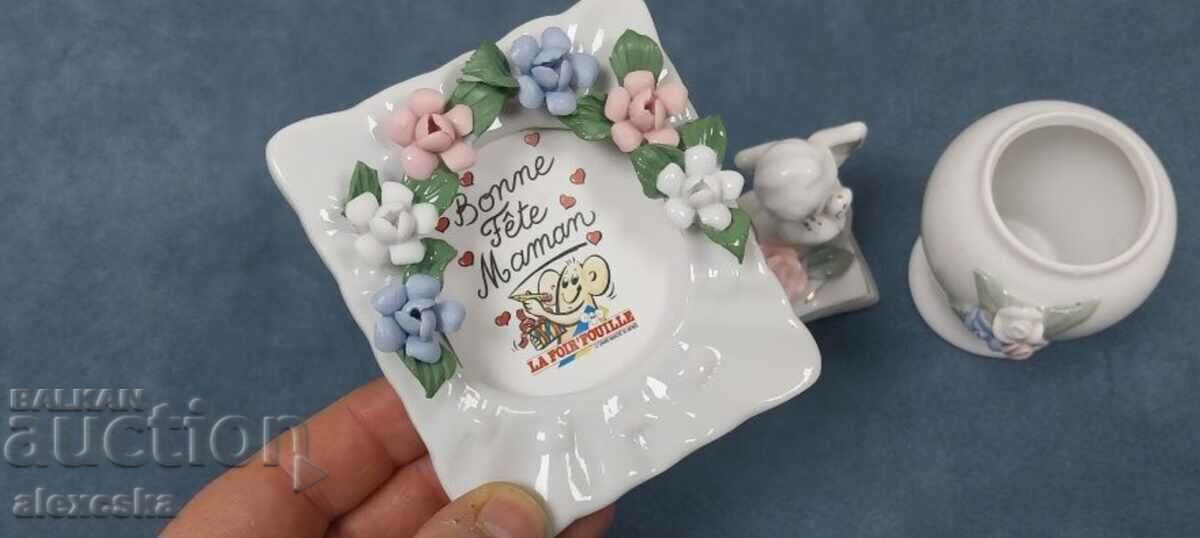 Bonne
Fête
Maman
LA FOIR'FOUILLE
BALKAN
auction
alexcska